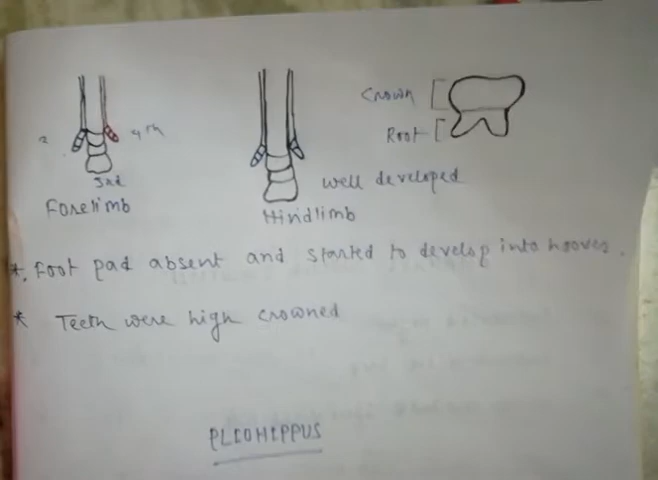 Crown
2
4th
Root
3rd
well developed
Forelimb
Hindlimb
*. Foot pad absent and started to develop into hooves.
* Teeth were high crowned
PLIOHIPPUS